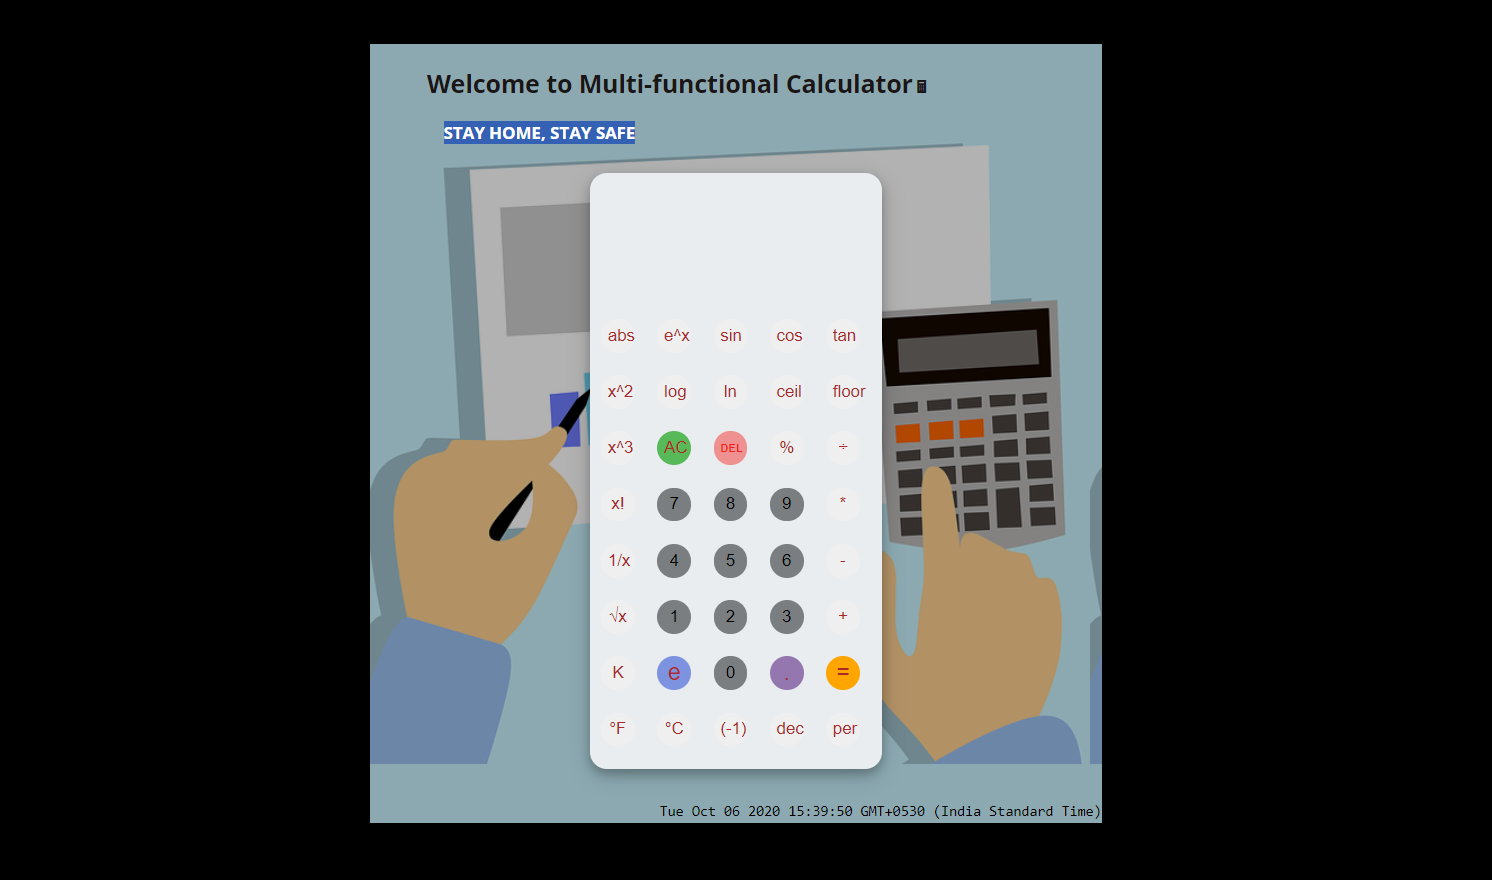 Welcome to Multi-functional Calculator
STAY HOME, STAY SAFE
abs e^x sin cos tan
x^2 log ln ceil floor
x^3 AC DEL % ÷
x! 7 8 9 *
1/x 4 5 6 -
√x 1 2 3 +
K e 0 . =
°F °C (-1) dec per
Tue Oct 06 2020 15:39:50 GMT+0530 (India Standard Time)